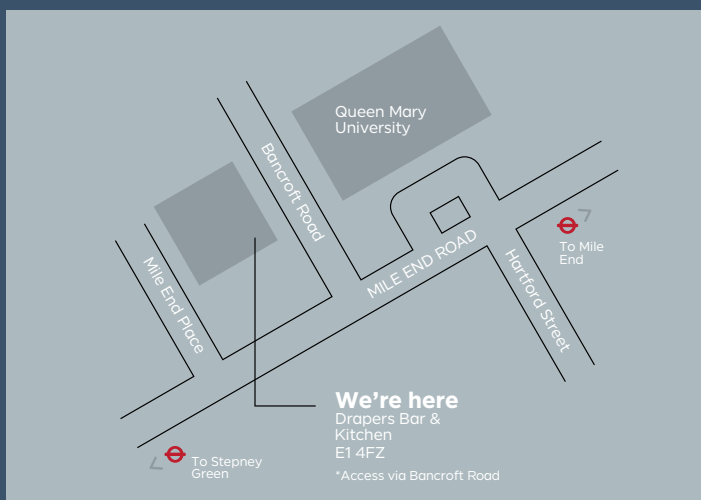 Queen Mary
University
Bancroft Road
Mile End Place
MILE END ROAD
Hartford Street
To Mile
End
We're here
Drapers Bar &
Kitchen
E1 4FZ
*Access via Bancroft Road
To Stepney
Green